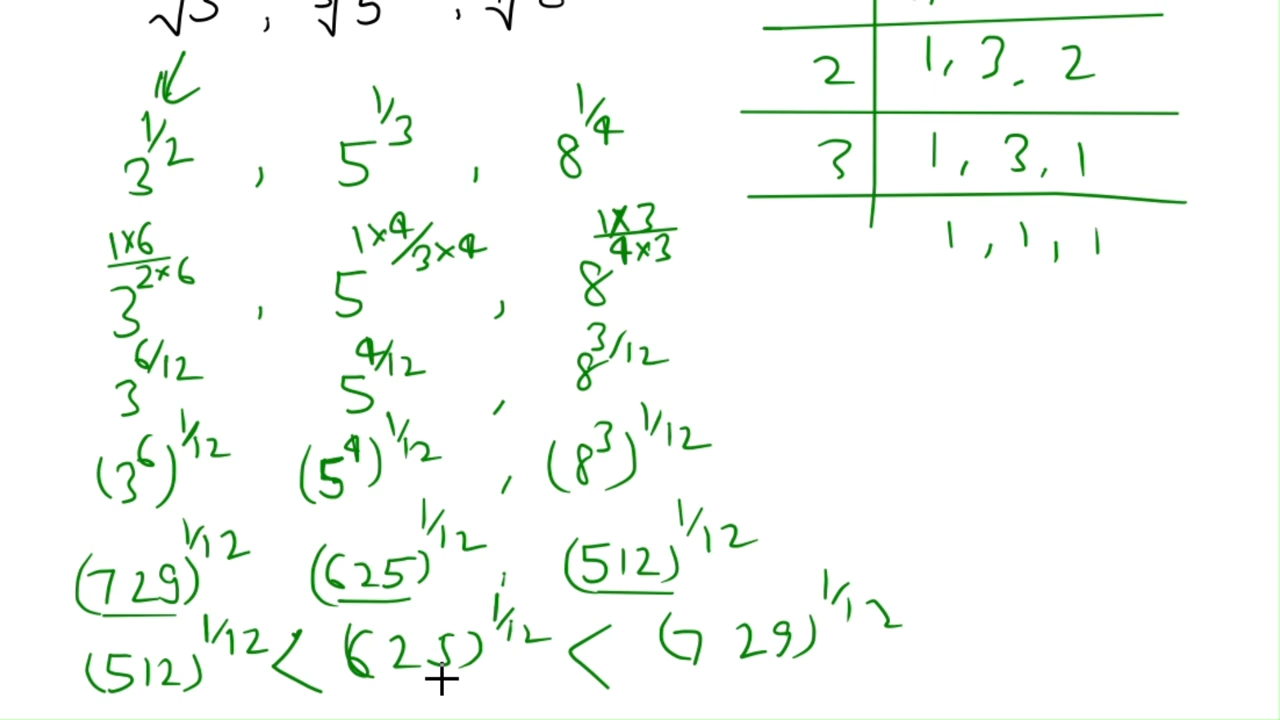 √3 , ∛5 ,
3^{1/2} , 5^{1/3} , 8^{1/4}
3^{\frac{1×6}{2×6}} , 5^{1×4/3×4} , 8^{\frac{1×3}{4×3}}
3^{6/12} 5^{4/12} , 8^{3/12}
(3^6)^{1/12} (5^4)^{1/12} , (8^3)^{1/12}
(729)^{1/12} (625)^{1/12} , (512)^{1/12}
(512)^{1/12} < (625)^{1/12} < (729)^{1/12}
2 | 1, 3. 2
3 | 1, 3, 1
1, 1, 1